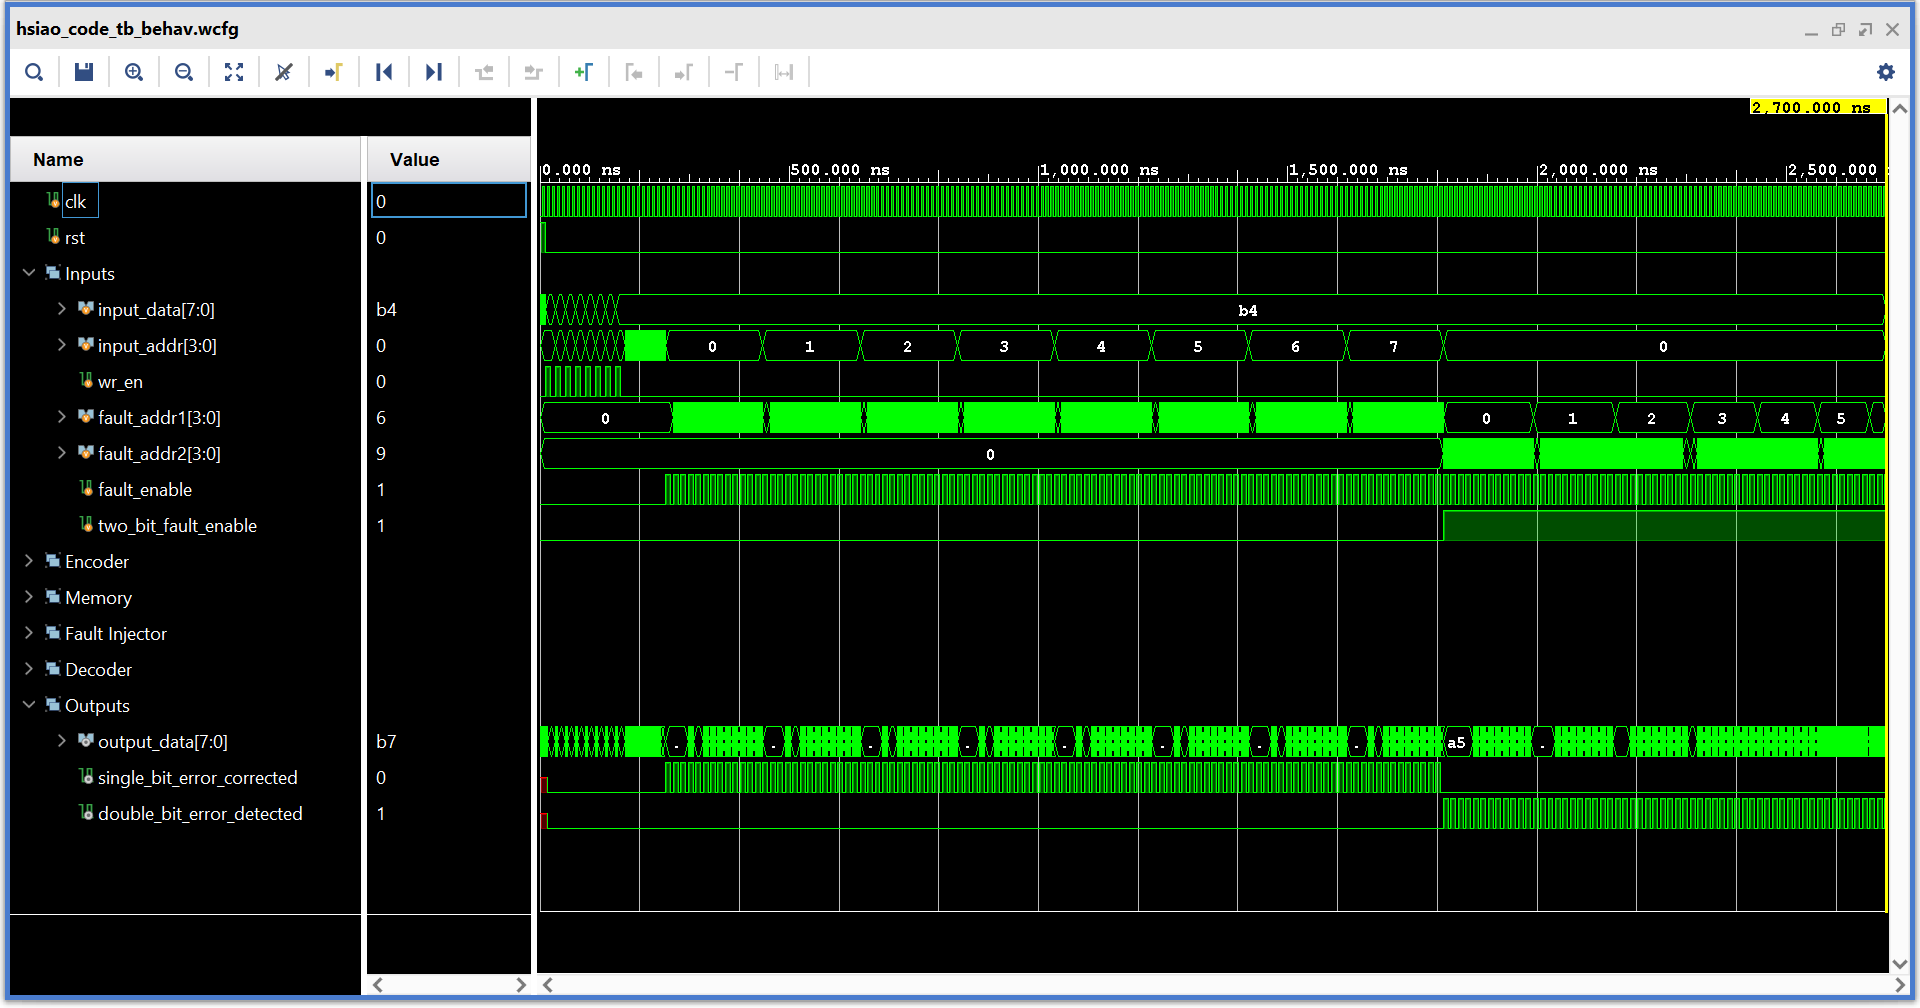 hsiao_code_tb_behav.wcfg
2,700.000 ns
Name Value
0.000 ns 500.000 ns 1,000.000 ns 1,500.000 ns 2,000.000 ns 2,500.000
clk 0
rst 0
Inputs
input_data[7:0] b4 b4
input_addr[3:0] 0 0 1 2 3 4 5 6 7 0
wr_en 0
fault_addr1[3:0] 6 0 0 1 2 3 4 5
fault_addr2[3:0] 9 0
fault_enable 1
two_bit_fault_enable 1
Encoder
Memory
Fault Injector
Decoder
Outputs
output_data[7:0] b7 . . . . . . . . a5 .
single_bit_error_corrected 0
double_bit_error_detected 1